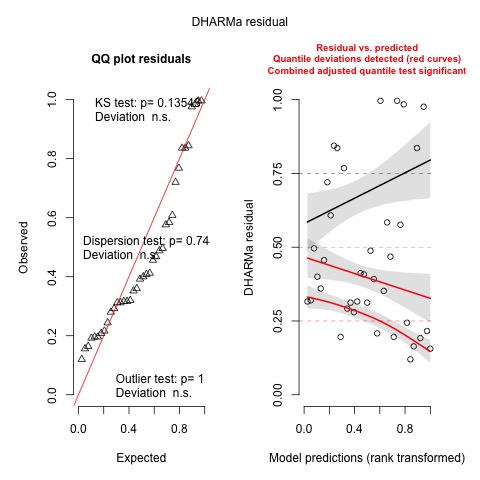 DHARMa residual
QQ plot residuals
KS test: p= 0.13549
Deviation n.s.
Dispersion test: p= 0.74
Deviation n.s.
Outlier test: p= 1
Deviation n.s.
Observed
0.0 0.2 0.4 0.6 0.8 1.0
0.0 0.4 0.8
Expected
Residual vs. predicted
Quantile deviations detected (red curves)
Combined adjusted quantile test significant
DHARMa residual
0.00 0.25 0.50 0.75 1.00
0.0 0.4 0.8
Model predictions (rank transformed)